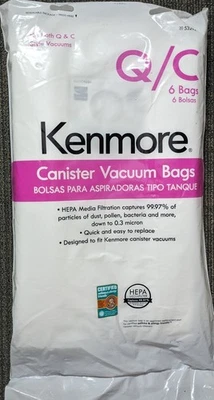 Q/C
6 Bags
6 Bolsas
Kenmore®
Canister Vacuum Bags
BOLSAS PARA ASPIRADORAS TIPO TANQUE
• HEPA Media Filtration captures 99.97% of
particles of dust, pollen, bacteria and more,
down to 0.3 micron
• Quick and easy to replace
• Designed to fit Kenmore canister vacuums
CERTIFIED
HEPA